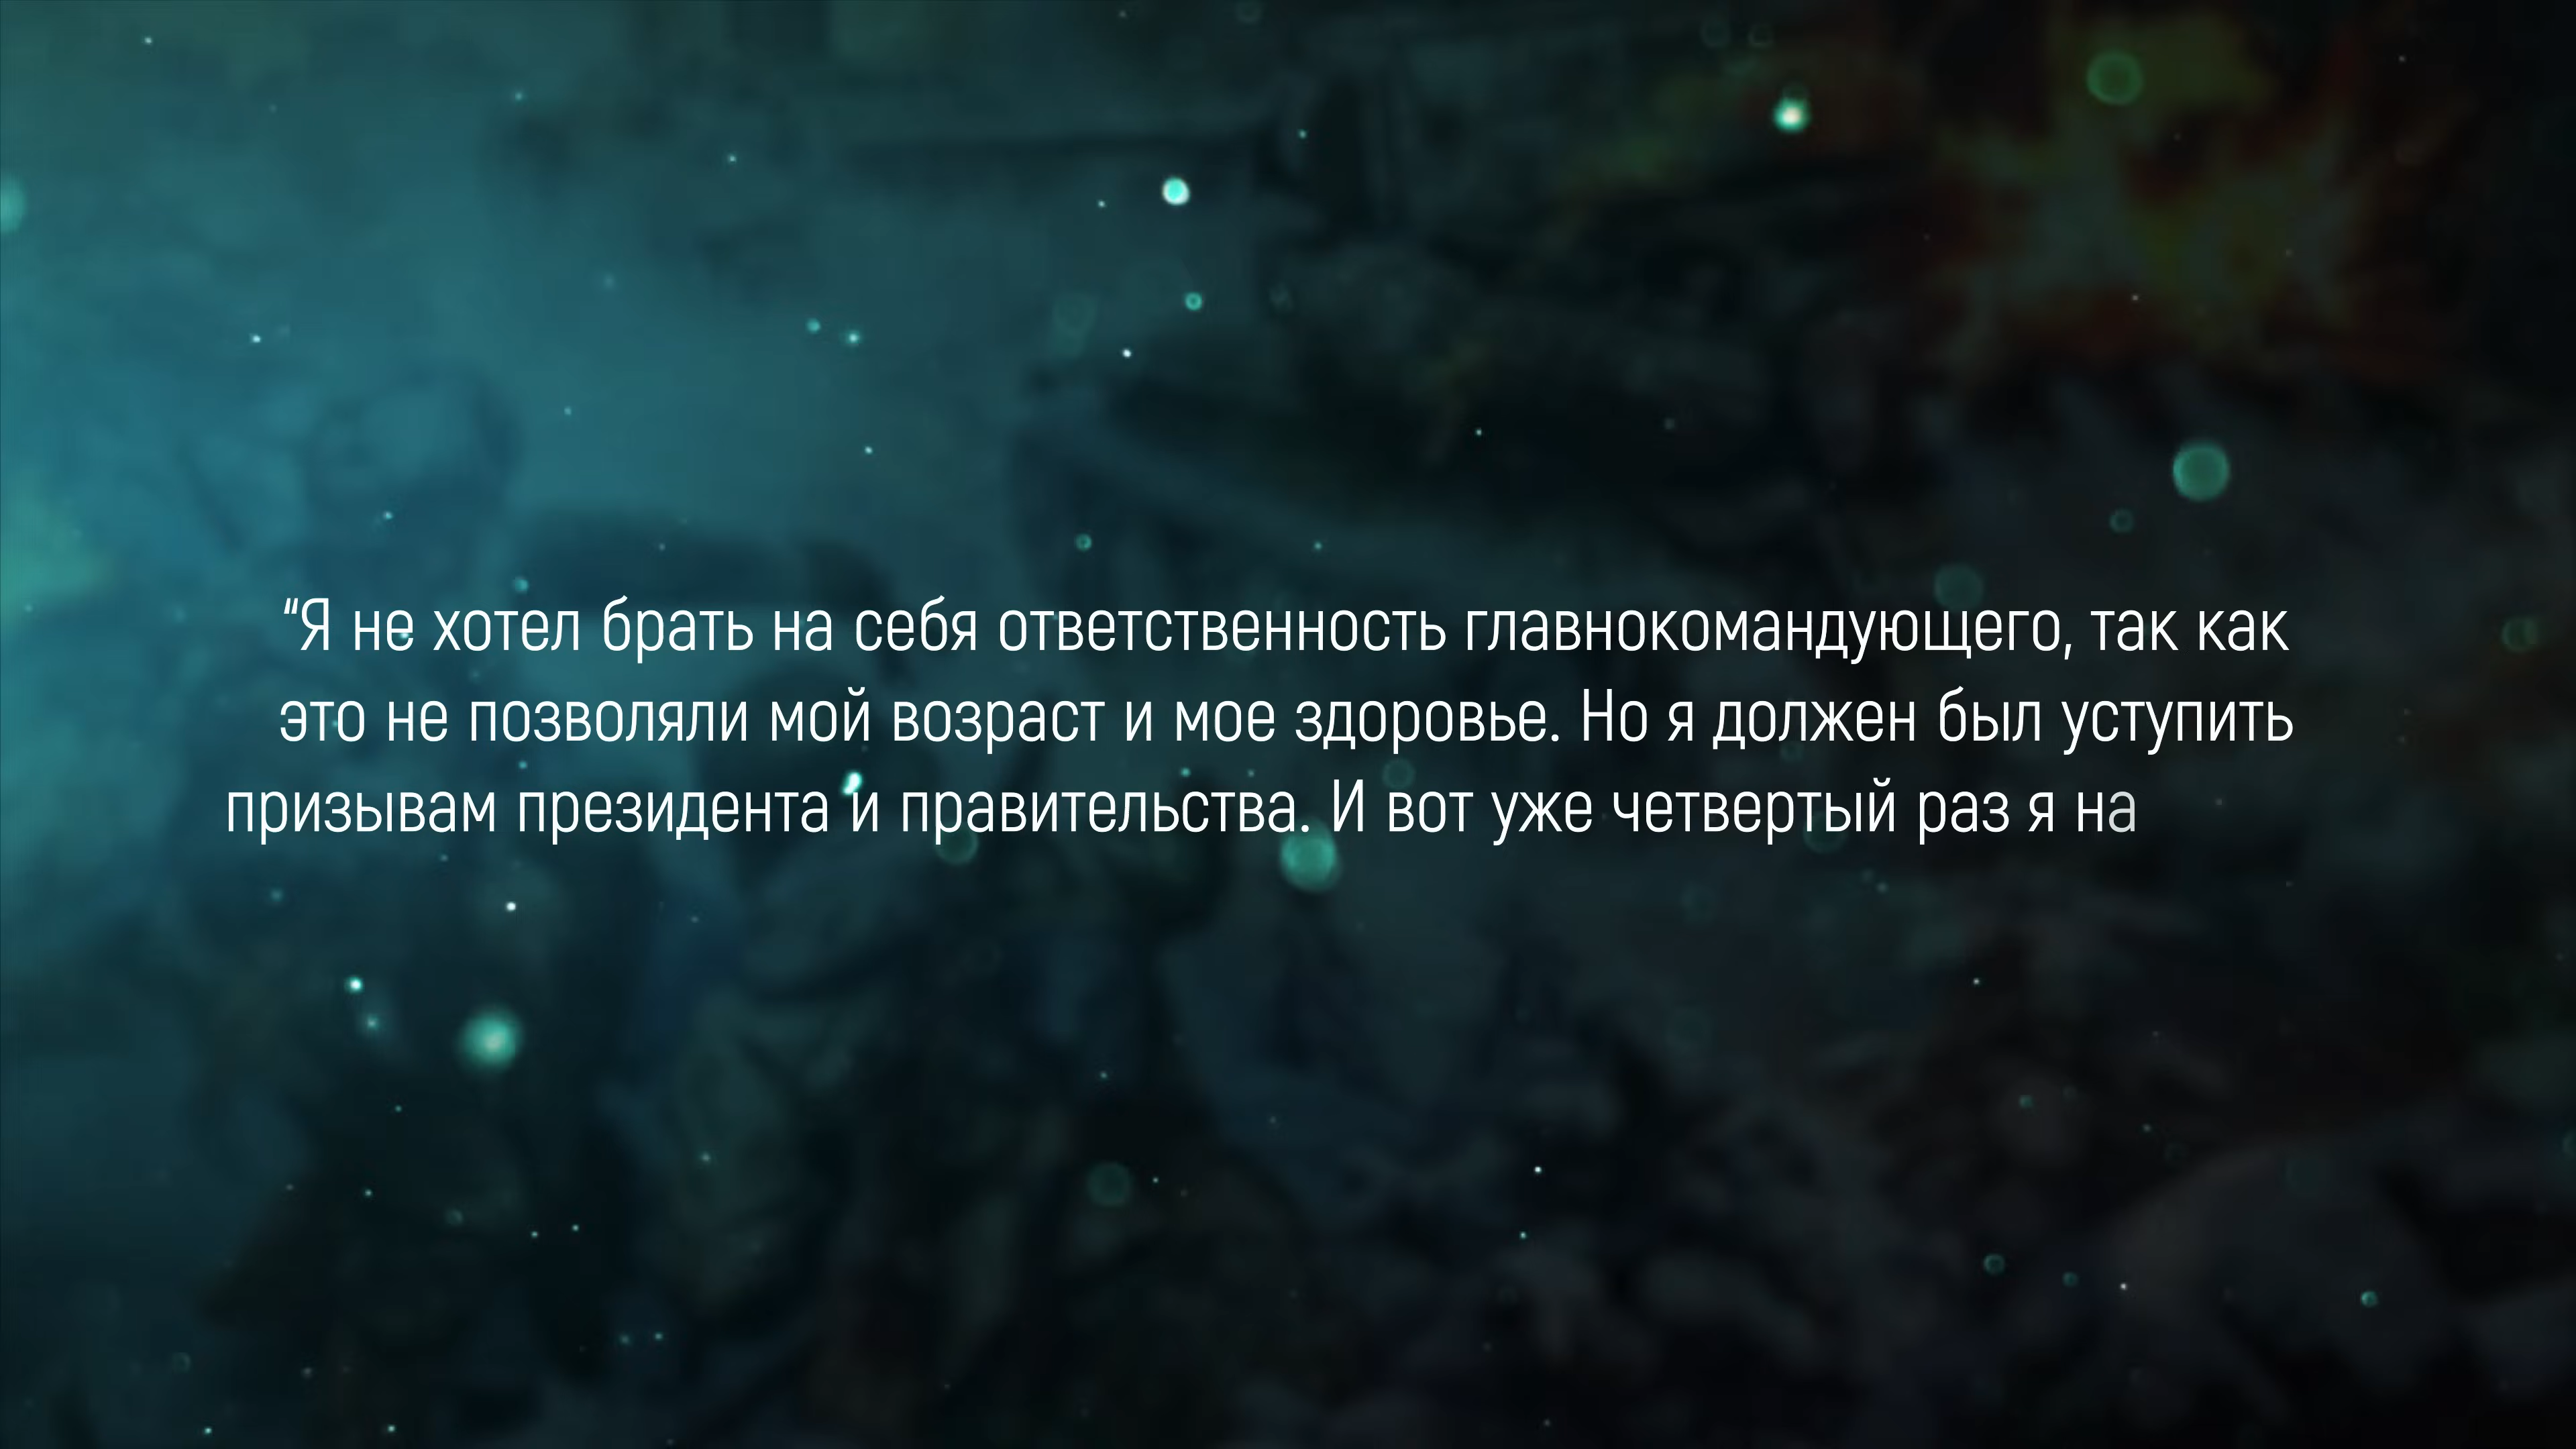 “Я не хотел брать на себя ответственность главнокомандующего, так как
это не позволяли мой возраст и мое здоровье. Но я должен был уступить
призывам президента и правительства. И вот уже четвертый раз я на